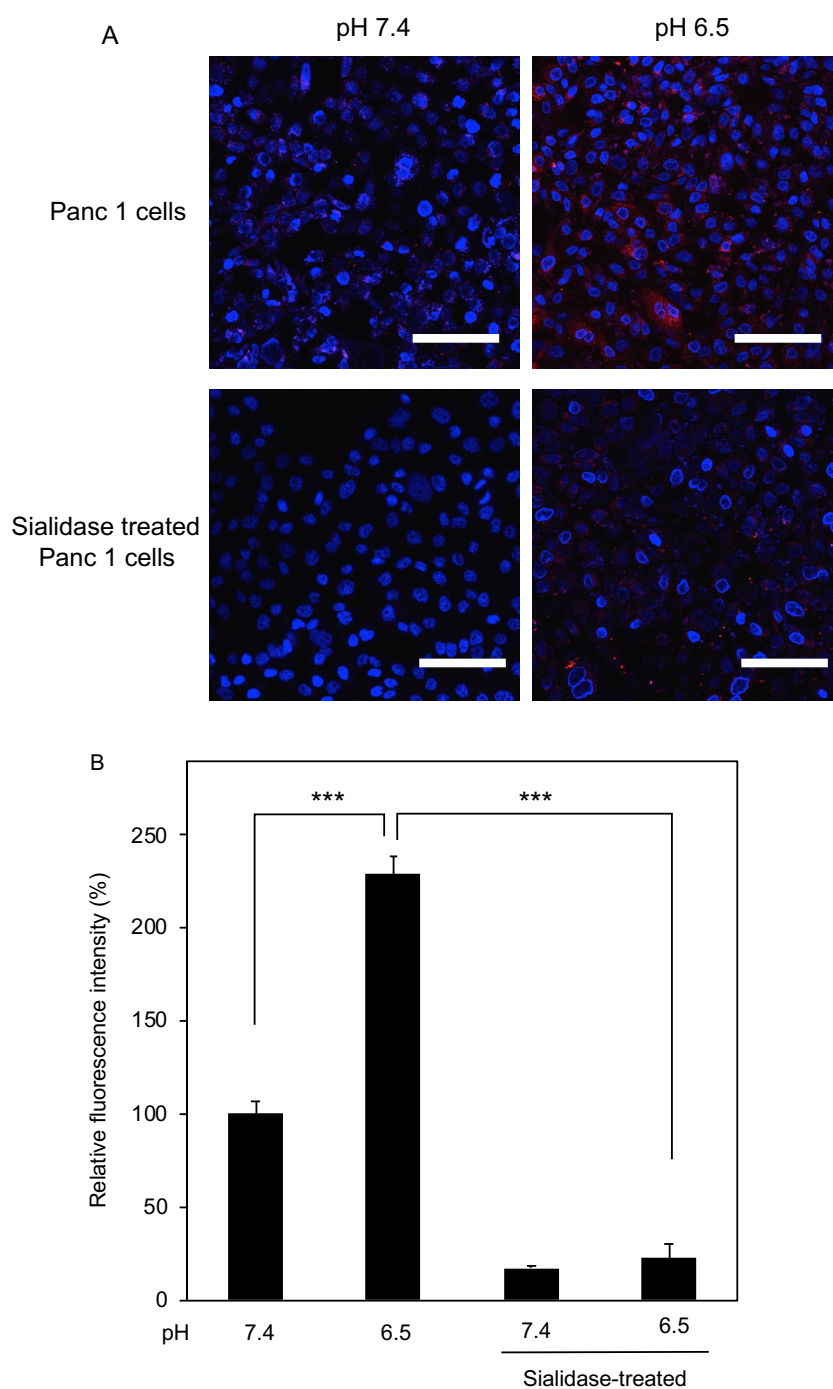 A
pH 7.4
pH 6.5
Panc 1 cells
Sialidase treated
Panc 1 cells
B
***
***
Relative fluorescence intensity (%)
250
200
150
100
50
0
pH
7.4
6.5
7.4
6.5
Sialidase-treated